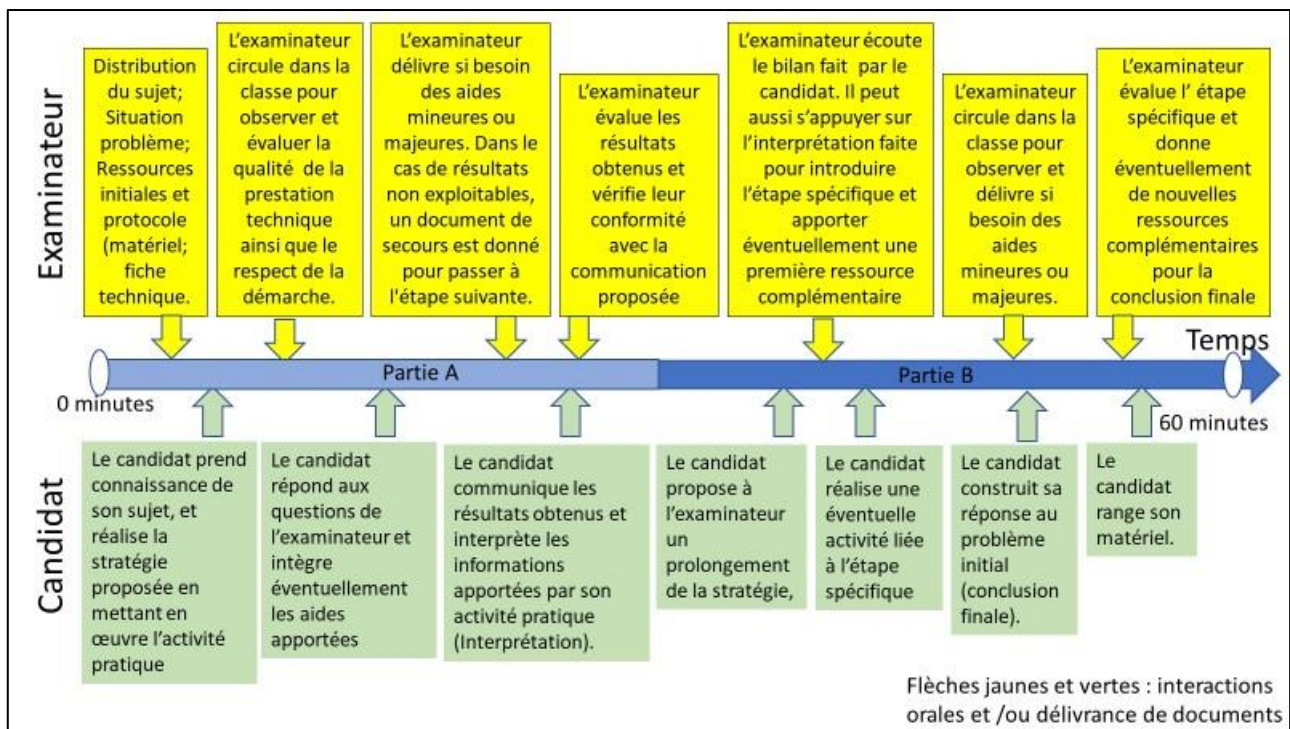 Examinateur
Distribution
du sujet;
Situation
problème;
Ressources
initiales et
protocole
(matériel;
fiche
technique.
L’examinateur
circule dans la
classe pour
observer et
évaluer la
qualité de la
prestation
technique
ainsi que le
respect de la
démarche.
L’examinateur
délivre si besoin
des aides
mineures ou
majeures. Dans le
cas de résultats
non exploitables,
un document de
secours est donné
pour passer à
l'étape suivante.
L’examinateur
évalue les
résultats
obtenus et
vérifie leur
conformité
avec la
communication
proposée
L’examinateur écoute
le bilan fait par le
candidat. Il peut
aussi s’appuyer sur
l’interprétation faite
pour introduire
l’étape spécifique et
apporter
éventuellement une
première ressource
complémentaire
L’examinateur
circule dans la
classe pour
observer et
délivre si
besoin des
aides
mineures ou
majeures.
L’examinateur
évalue l’ étape
spécifique et
donne
éventuellement
de nouvelles
ressources
complémentaires
pour la
conclusion finale
Temps
Partie A
Partie B
0 minutes
60 minutes
Candidat
Le candidat prend
connaissance de
son sujet, et
réalise la
stratégie
proposée en
mettant en
œuvre l’activité
pratique
Le candidat
répond aux
questions de
l’examinateur et
intègre
éventuellement
les aides
apportées
Le candidat
communique les
résultats obtenus et
interprète les
informations
apportées par son
activité pratique
(Interprétation).
Le candidat
propose à
l’examinateur
un
prolongement
de la stratégie,
Le candidat
réalise une
éventuelle
activité liée
à l’étape
spécifique
Le candidat
construit sa
réponse au
problème
initial
(conclusion
finale).
Le
candidat
range son
matériel.
Flèches jaunes et vertes : interactions
orales et /ou délivrance de documents